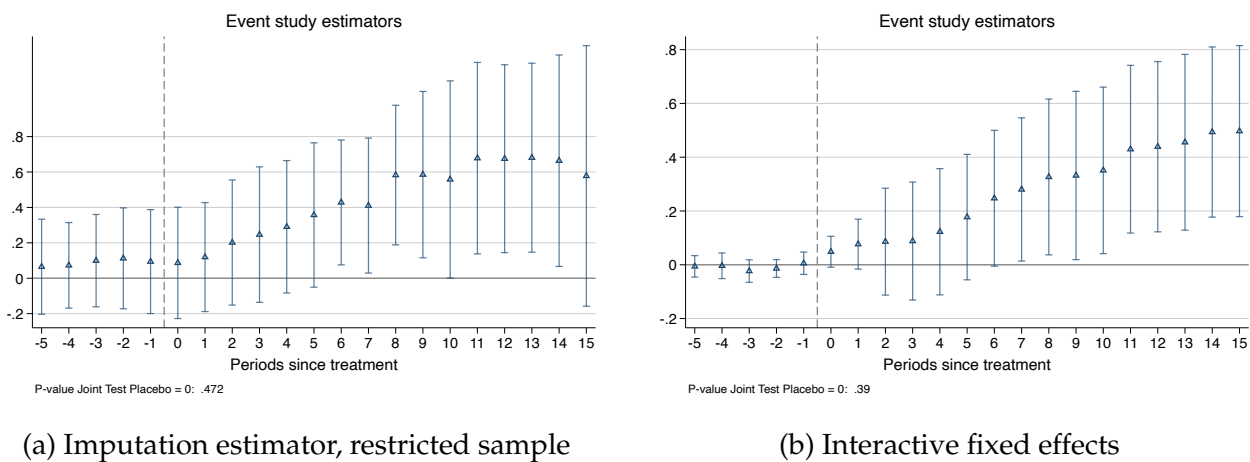 Event study estimators
.8
.6
.4
.2
0
-.2
-5 -4 -3 -2 -1 0 1 2 3 4 5 6 7 8 9 10 11 12 13 14 15
Periods since treatment
P-value Joint Test Placebo = 0: .472
(a) Imputation estimator, restricted sample
Event study estimators
.8
.6
.4
.2
0
-.2
-5 -4 -3 -2 -1 0 1 2 3 4 5 6 7 8 9 10 11 12 13 14 15
Periods since treatment
P-value Joint Test Placebo = 0: .39
(b) Interactive fixed effects